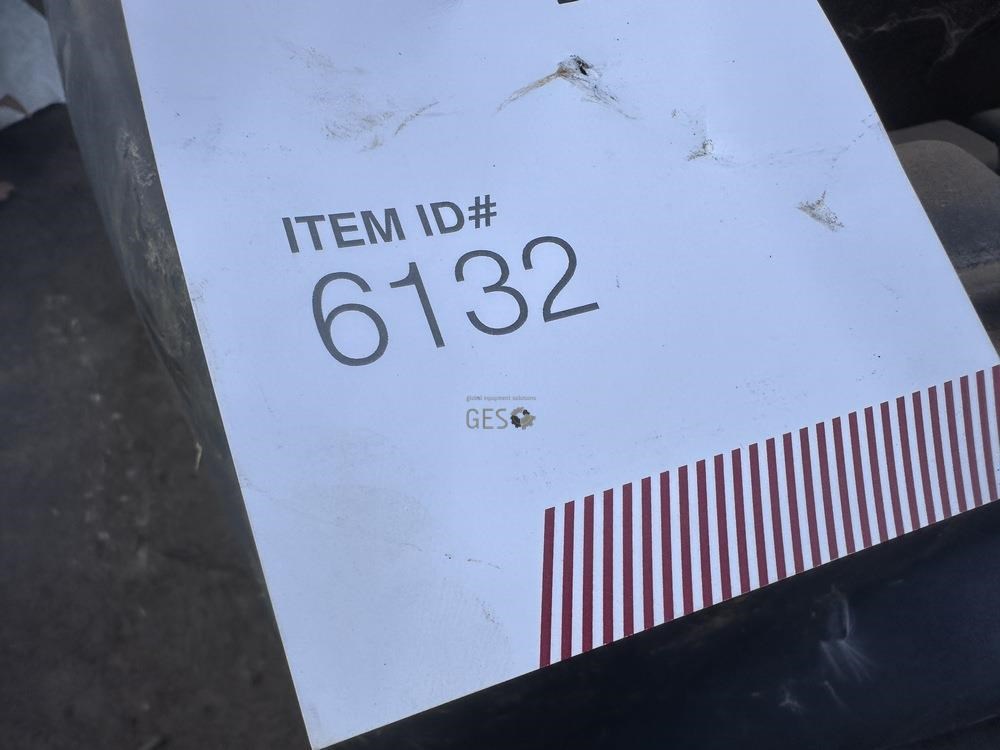 ITEM ID#
6132
global equipment solutions
GES